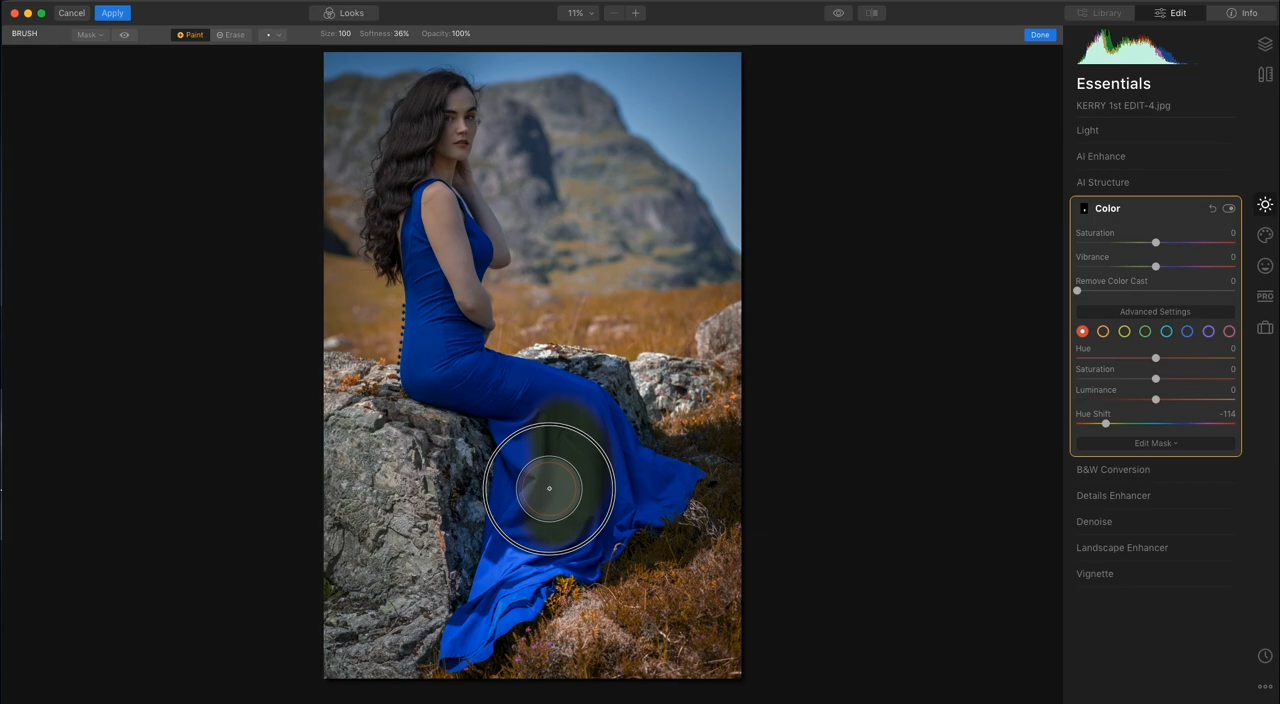 Cancel Apply Looks 11% Library Edit Info
BRUSH Mask Paint Erase Size: 100 Softness: 36% Opacity: 100% Done
Essentials
KERRY 1st EDIT-4.jpg
Light
AI Enhance
AI Structure
Color
Saturation 0
Vibrance 0
Remove Color Cast 0
Advanced Settings
Hue 0
Saturation 0
Luminance 0
Hue Shift -114
Edit Mask
B&W Conversion
Details Enhancer
PRO
Denoise
Landscape Enhancer
Vignette